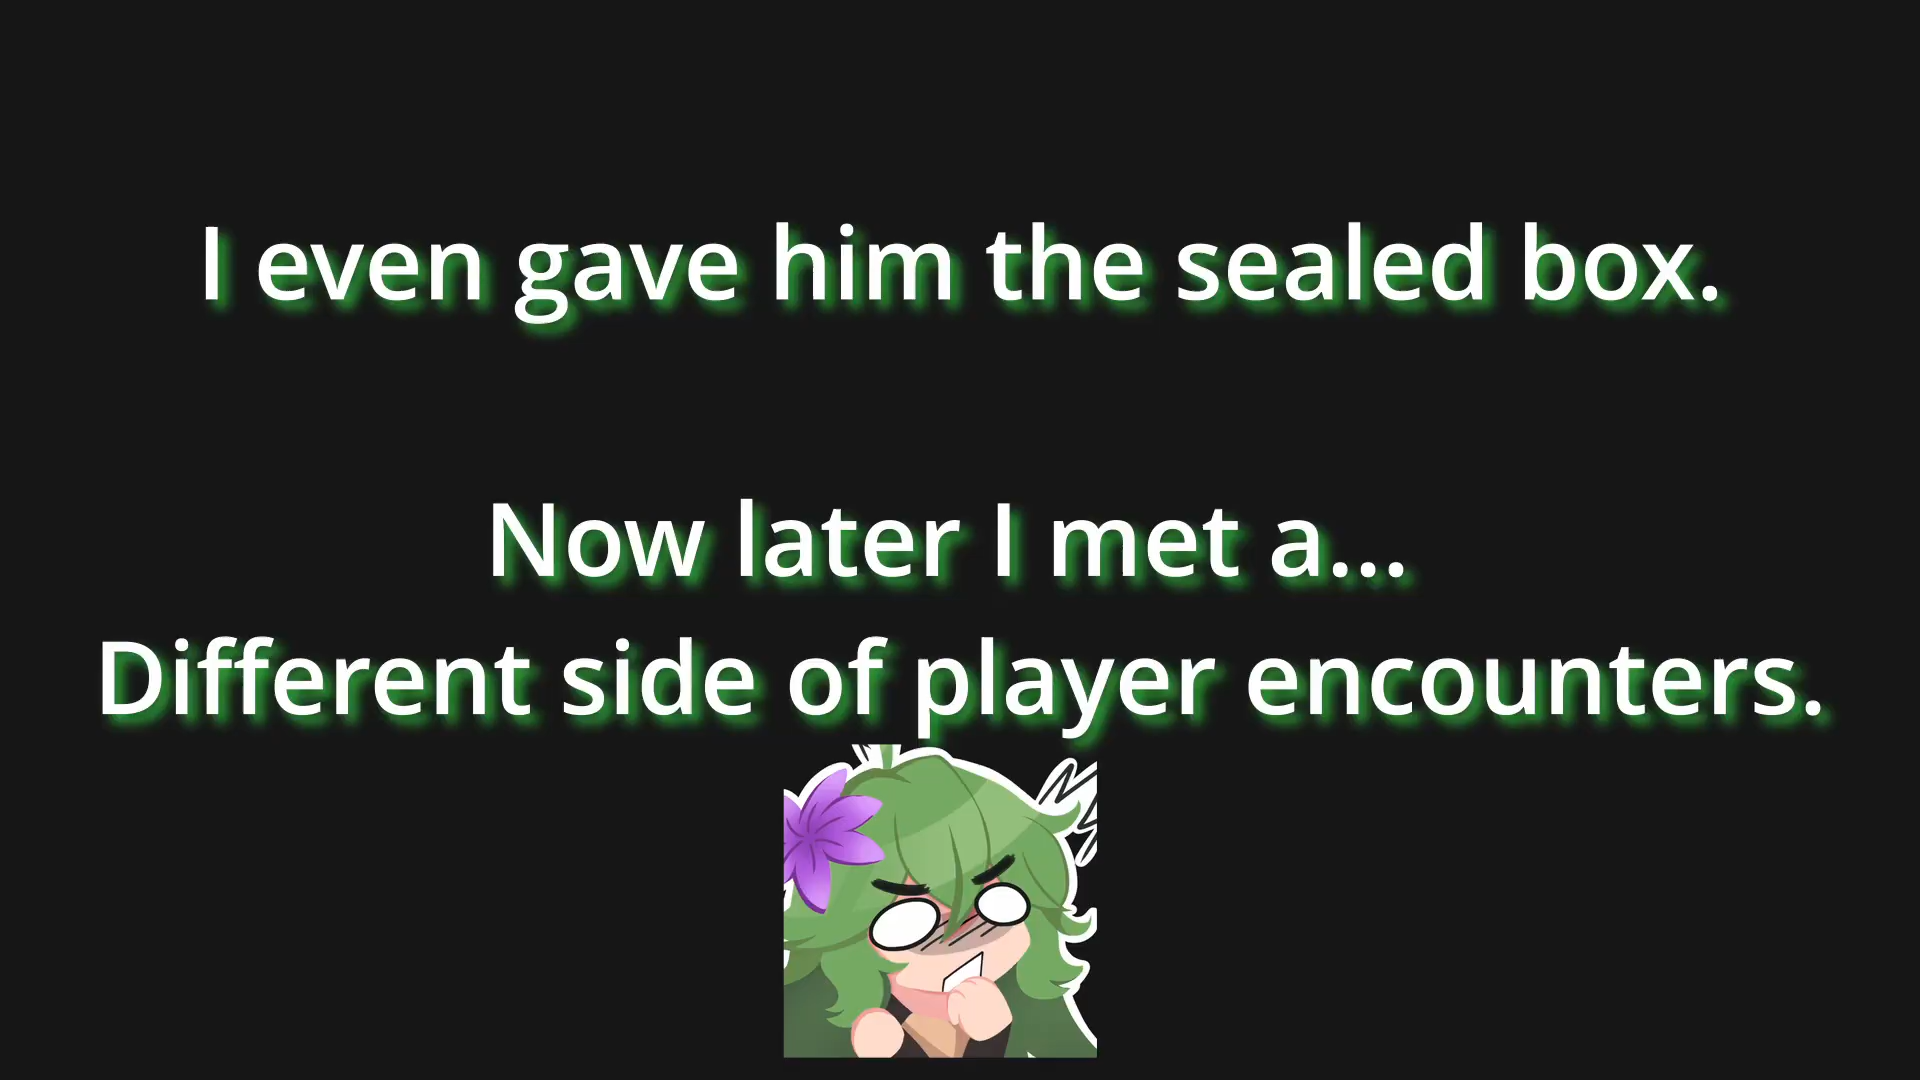 I even gave him the sealed box.
Now later I met a...
Different side of player encounters.